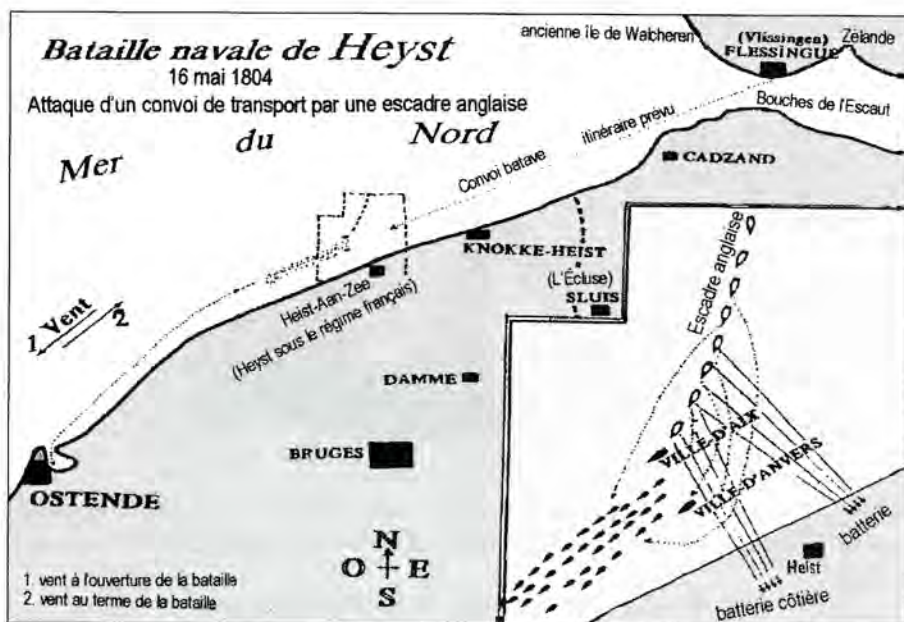 Bataille navale de Heyst
16 mai 1804
Attaque d'un convoi de transport par une escadre anglaise
ancienne île de Walcheren
(Vlissingen)
FLESSINGUE
Zélande
Bouches de l'Escaut
Mer du Nord
Convoi batave
itinéraire prévu
CADZAND
KNOKKE-HEIST
(L'Écluse)
SLUIS
Heist-Aan-Zee
(Heyst sous le régime français)
Vent
1
2
DAMME
BRUGES
OSTENDE
N
O
E
S
1. vent à l'ouverture de la bataille
2. vent au terme de la bataille
Escadre anglaise
VILLE-D'AIX
VILLE-D'ANVERS
batterie
Heist
batterie côtière